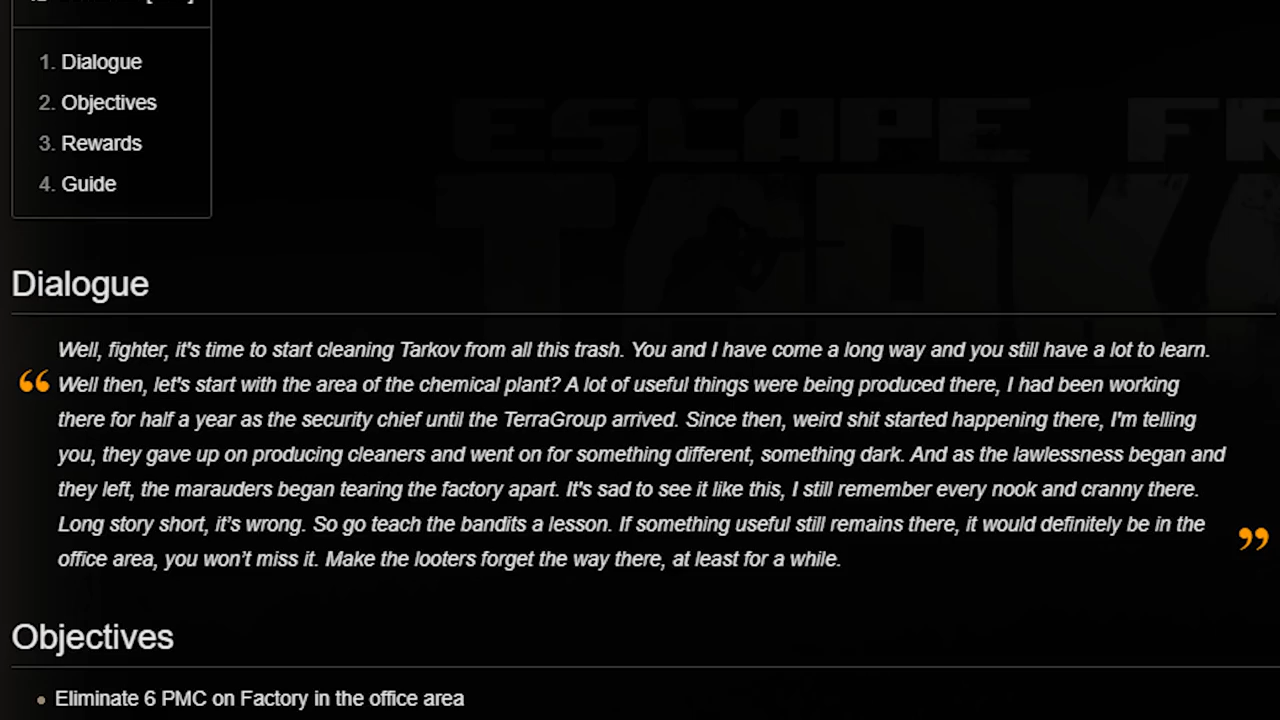 1. Dialogue
2. Objectives
3. Rewards
4. Guide
ESCAPE FR
Dialogue
Well, fighter, it's time to start cleaning Tarkov from all this trash. You and I have come a long way and you still have a lot to learn.
“ Well then, let's start with the area of the chemical plant? A lot of useful things were being produced there, I had been working
there for half a year as the security chief until the TerraGroup arrived. Since then, weird shit started happening there, I'm telling
you, they gave up on producing cleaners and went on for something different, something dark. And as the lawlessness began and
they left, the marauders began tearing the factory apart. It's sad to see it like this, I still remember every nook and cranny there.
Long story short, it’s wrong. So go teach the bandits a lesson. If something useful still remains there, it would definitely be in the ”
office area, you won’t miss it. Make the looters forget the way there, at least for a while.
Objectives
• Eliminate 6 PMC on Factory in the office area